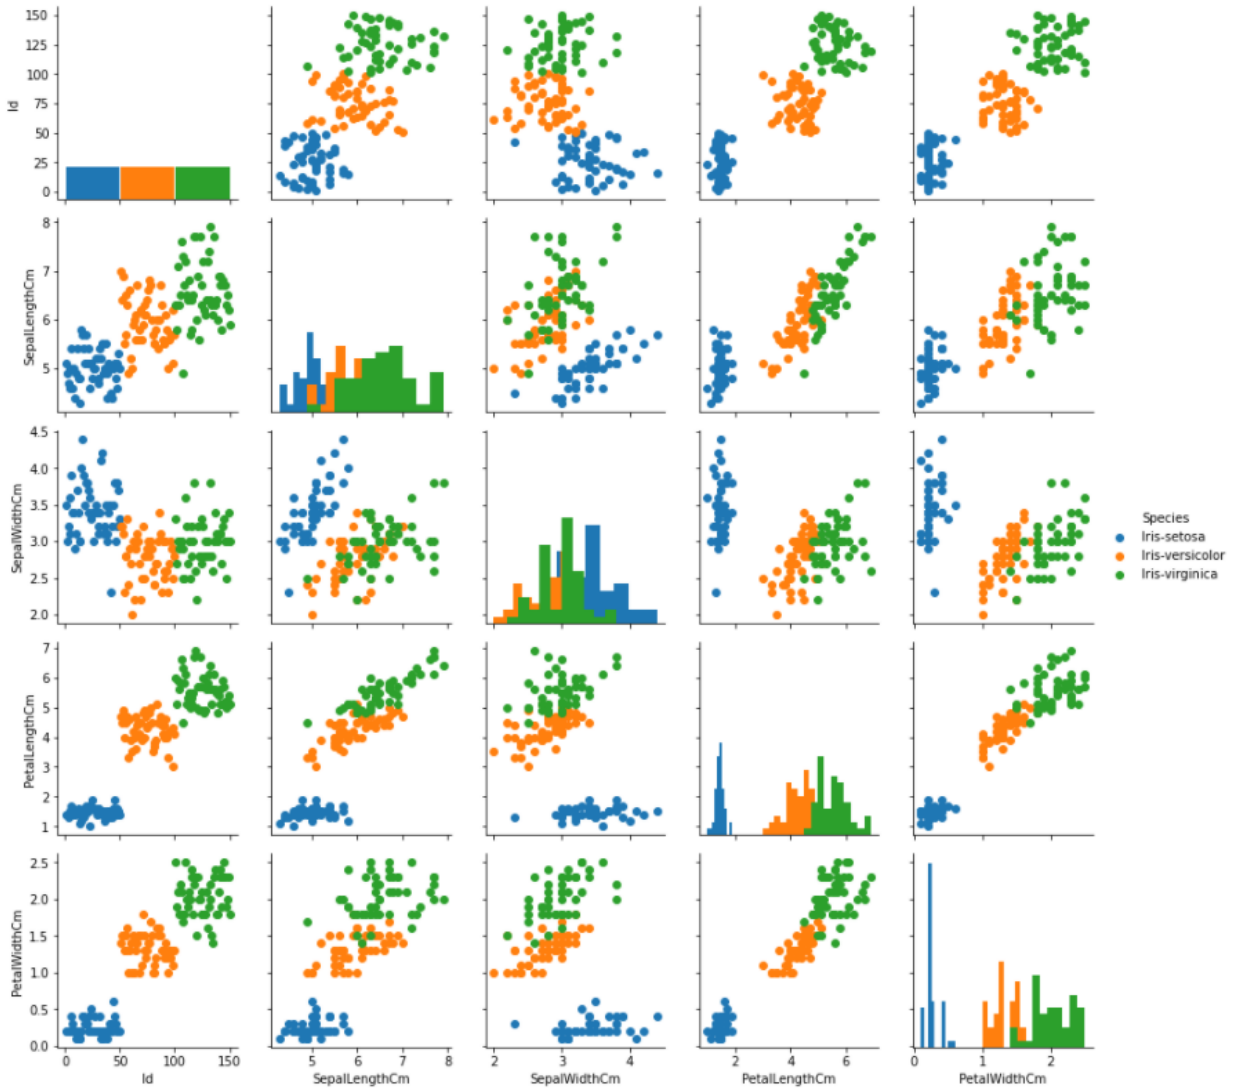 150
125
100
75
50
25
0
Id
8
7
6
5
SepalLengthCm
4.5
4.0
3.5
3.0
2.5
2.0
SepalWidthCm
Species
Iris-setosa
Iris-versicolor
Iris-virginica
7
6
5
4
3
2
1
PetalLengthCm
2.5
2.0
1.5
1.0
0.5
0.0
PetalWidthCm
0 50 100 150 5 6 7 8 2 3 4 2 4 6 0 1 2
Id SepalLengthCm SepalWidthCm PetalLengthCm PetalWidthCm